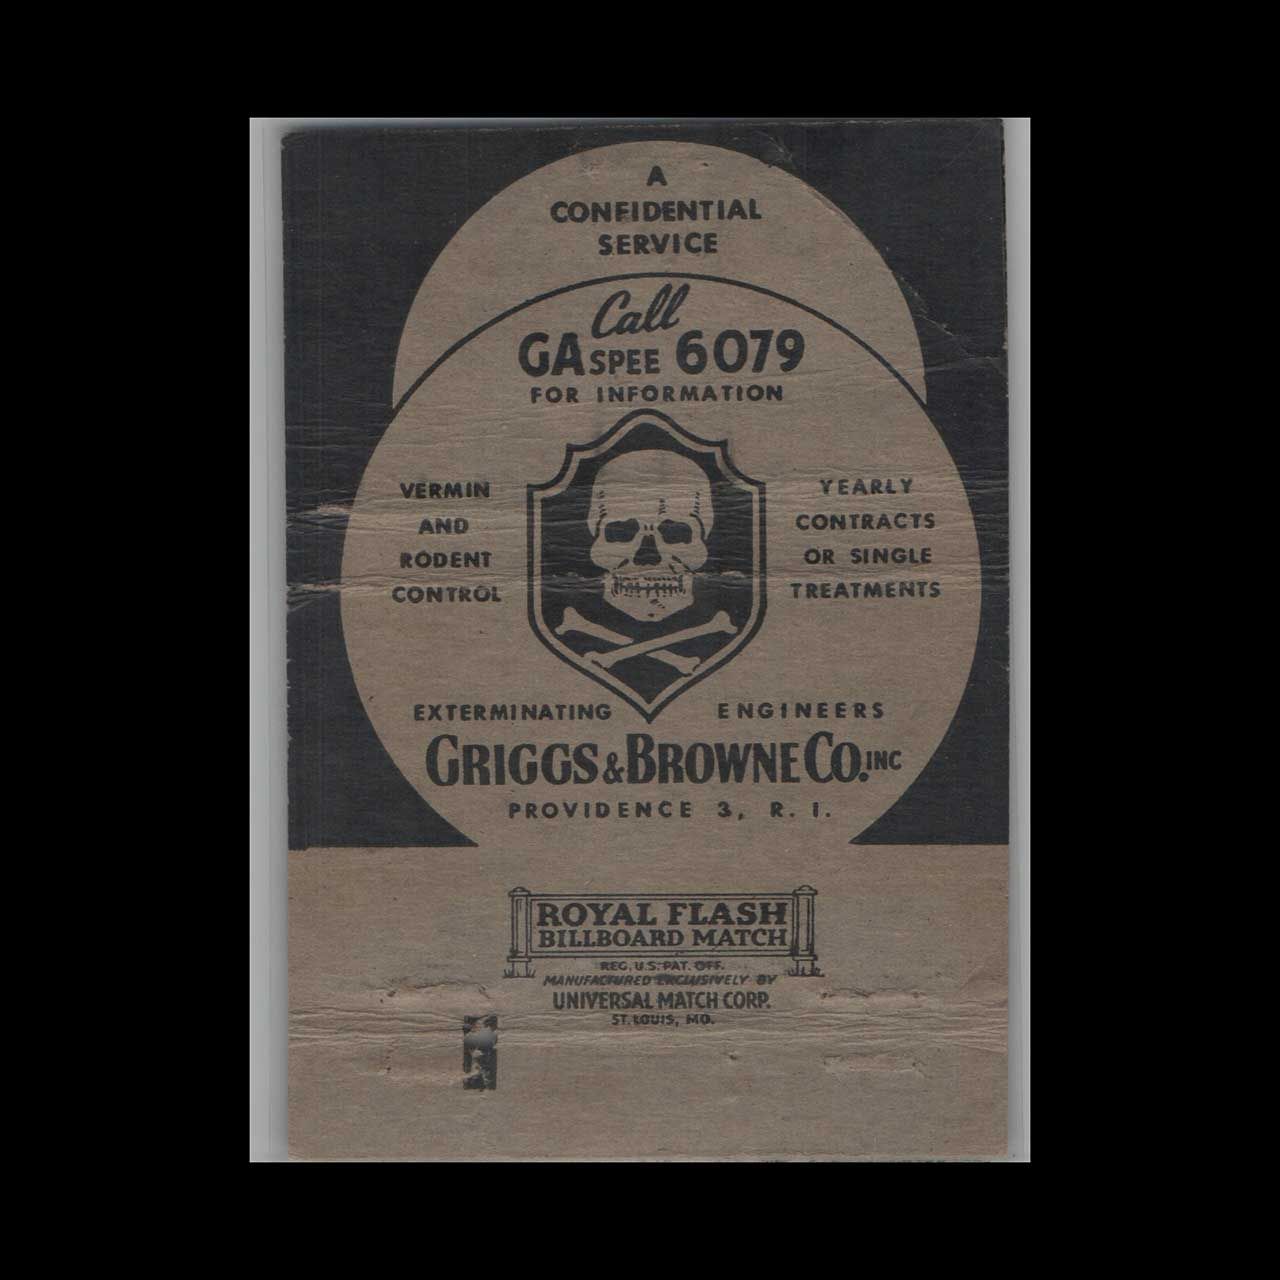 A
CONFIDENTIAL
SERVICE
Call
GASPEE 6079
FOR INFORMATION
VERMIN
AND
RODENT
CONTROL
YEARLY
CONTRACTS
OR SINGLE
TREATMENTS
EXTERMINATING ENGINEERS
GRIGGS & BROWNE CO. INC
PROVIDENCE 3, R. I.
ROYAL FLASH
BILLBOARD MATCH
REG. U.S. PAT. OFF.
MANUFACTURED EXCLUSIVELY BY
UNIVERSAL MATCH CORP.
ST. LOUIS, MO.